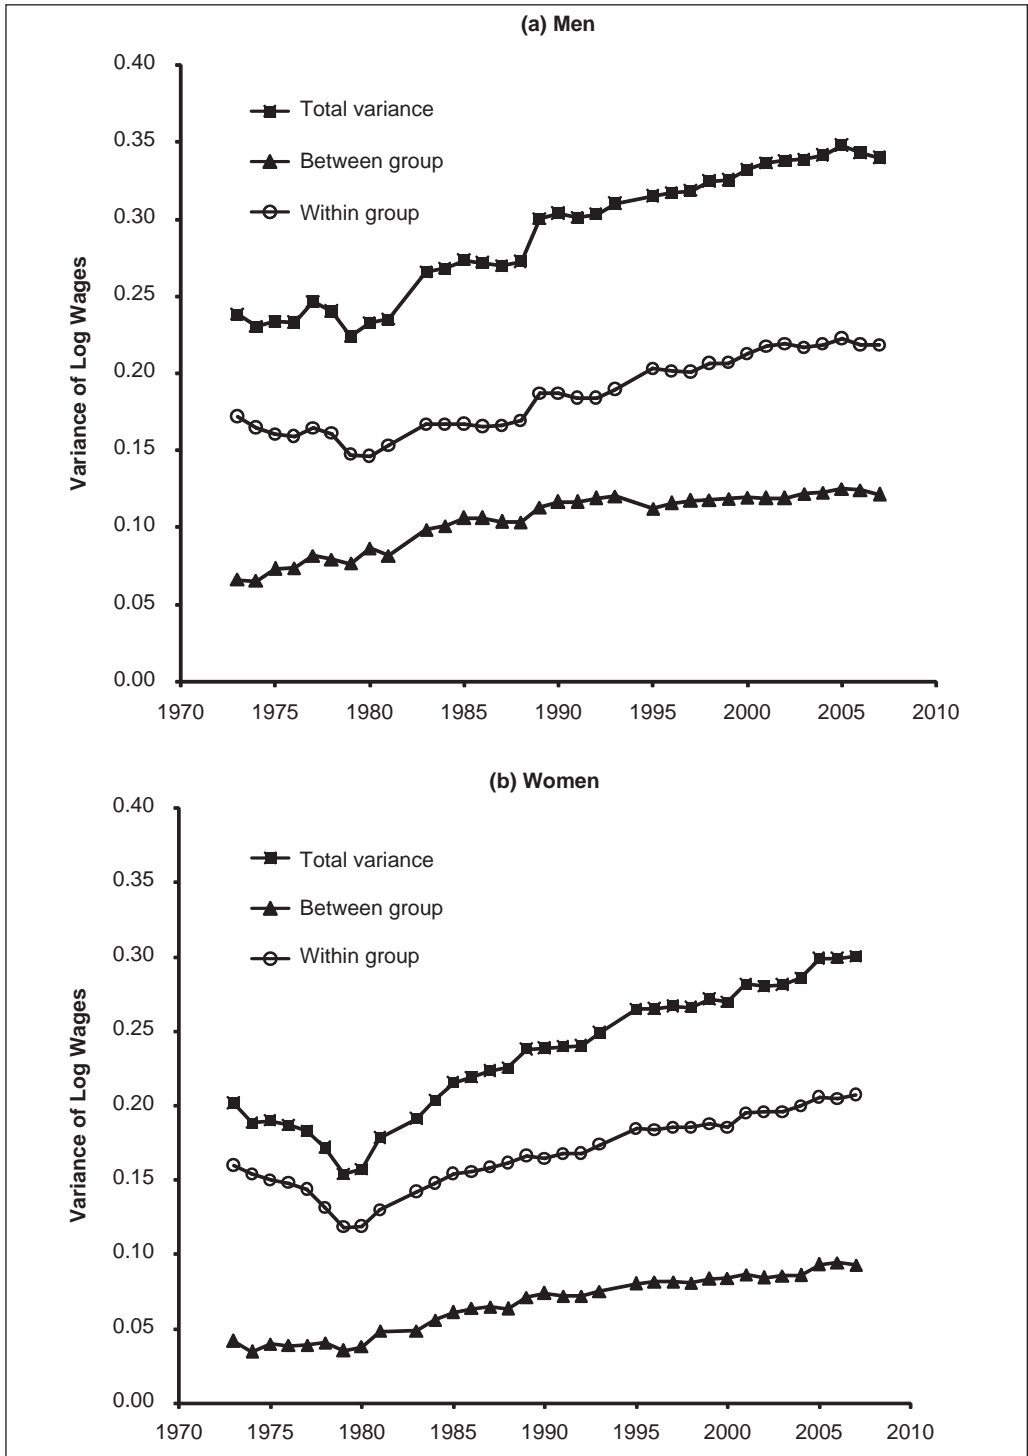 (a) Men
0.40
0.35
0.30
0.25
0.20
0.15
0.10
0.05
0.00
Variance of Log Wages
Total variance
Between group
Within group
1970 1975 1980 1985 1990 1995 2000 2005 2010
(b) Women
0.40
0.35
0.30
0.25
0.20
0.15
0.10
0.05
0.00
Variance of Log Wages
Total variance
Between group
Within group
1970 1975 1980 1985 1990 1995 2000 2005 2010